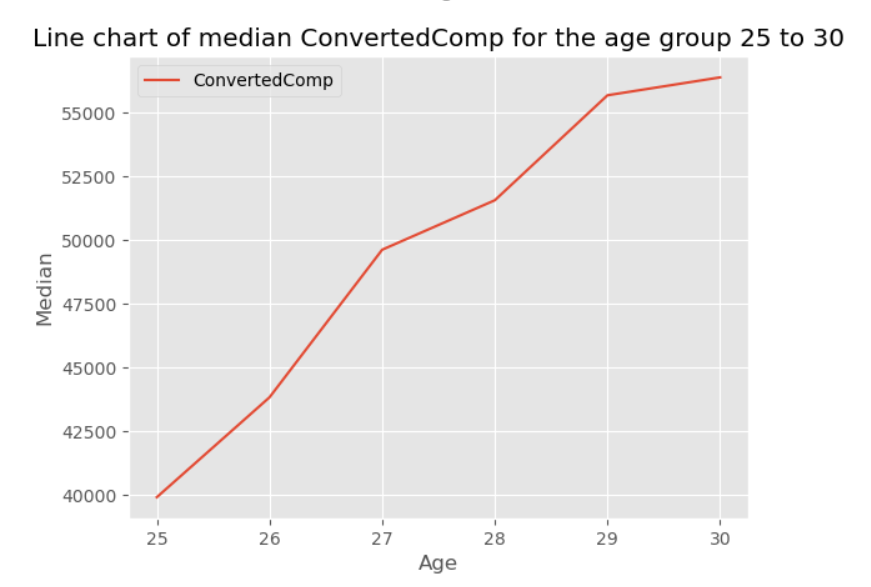 Line chart of median ConvertedComp for the age group 25 to 30
ConvertedComp
55000
52500
50000
47500
45000
42500
40000
Median
25 26 27 28 29 30
Age